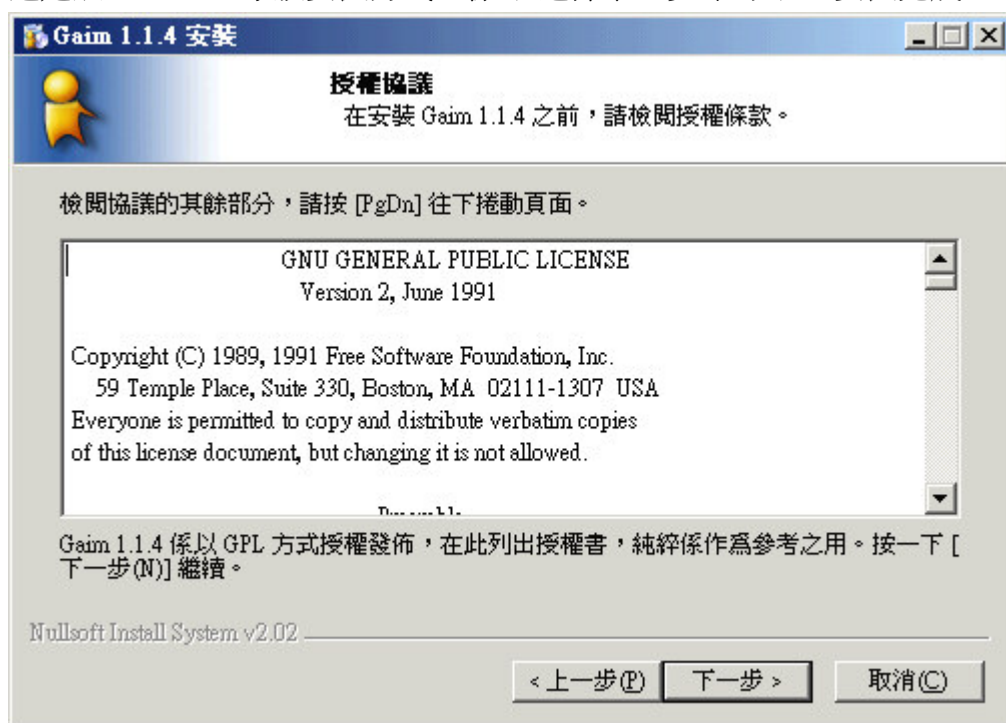 Gaim 1.1.4 安裝
授權協議
在安裝 Gaim 1.1.4 之前，請檢閱授權條款。
檢閱協議的其餘部分，請按 [PgDn] 往下捲動頁面。
GNU GENERAL PUBLIC LICENSE
Version 2, June 1991
Copyright (C) 1989, 1991 Free Software Foundation, Inc.
59 Temple Place, Suite 330, Boston, MA 02111-1307 USA
Everyone is permitted to copy and distribute verbatim copies
of this license document, but changing it is not allowed.
Gaim 1.1.4 係以 GPL 方式授權發佈，在此列出授權書，純粹係作爲參考之用。按一下 [
下一步(N)] 繼續。
Nullsoft Install System v2.02
< 上一步(P)
下一步 >
取消(C)